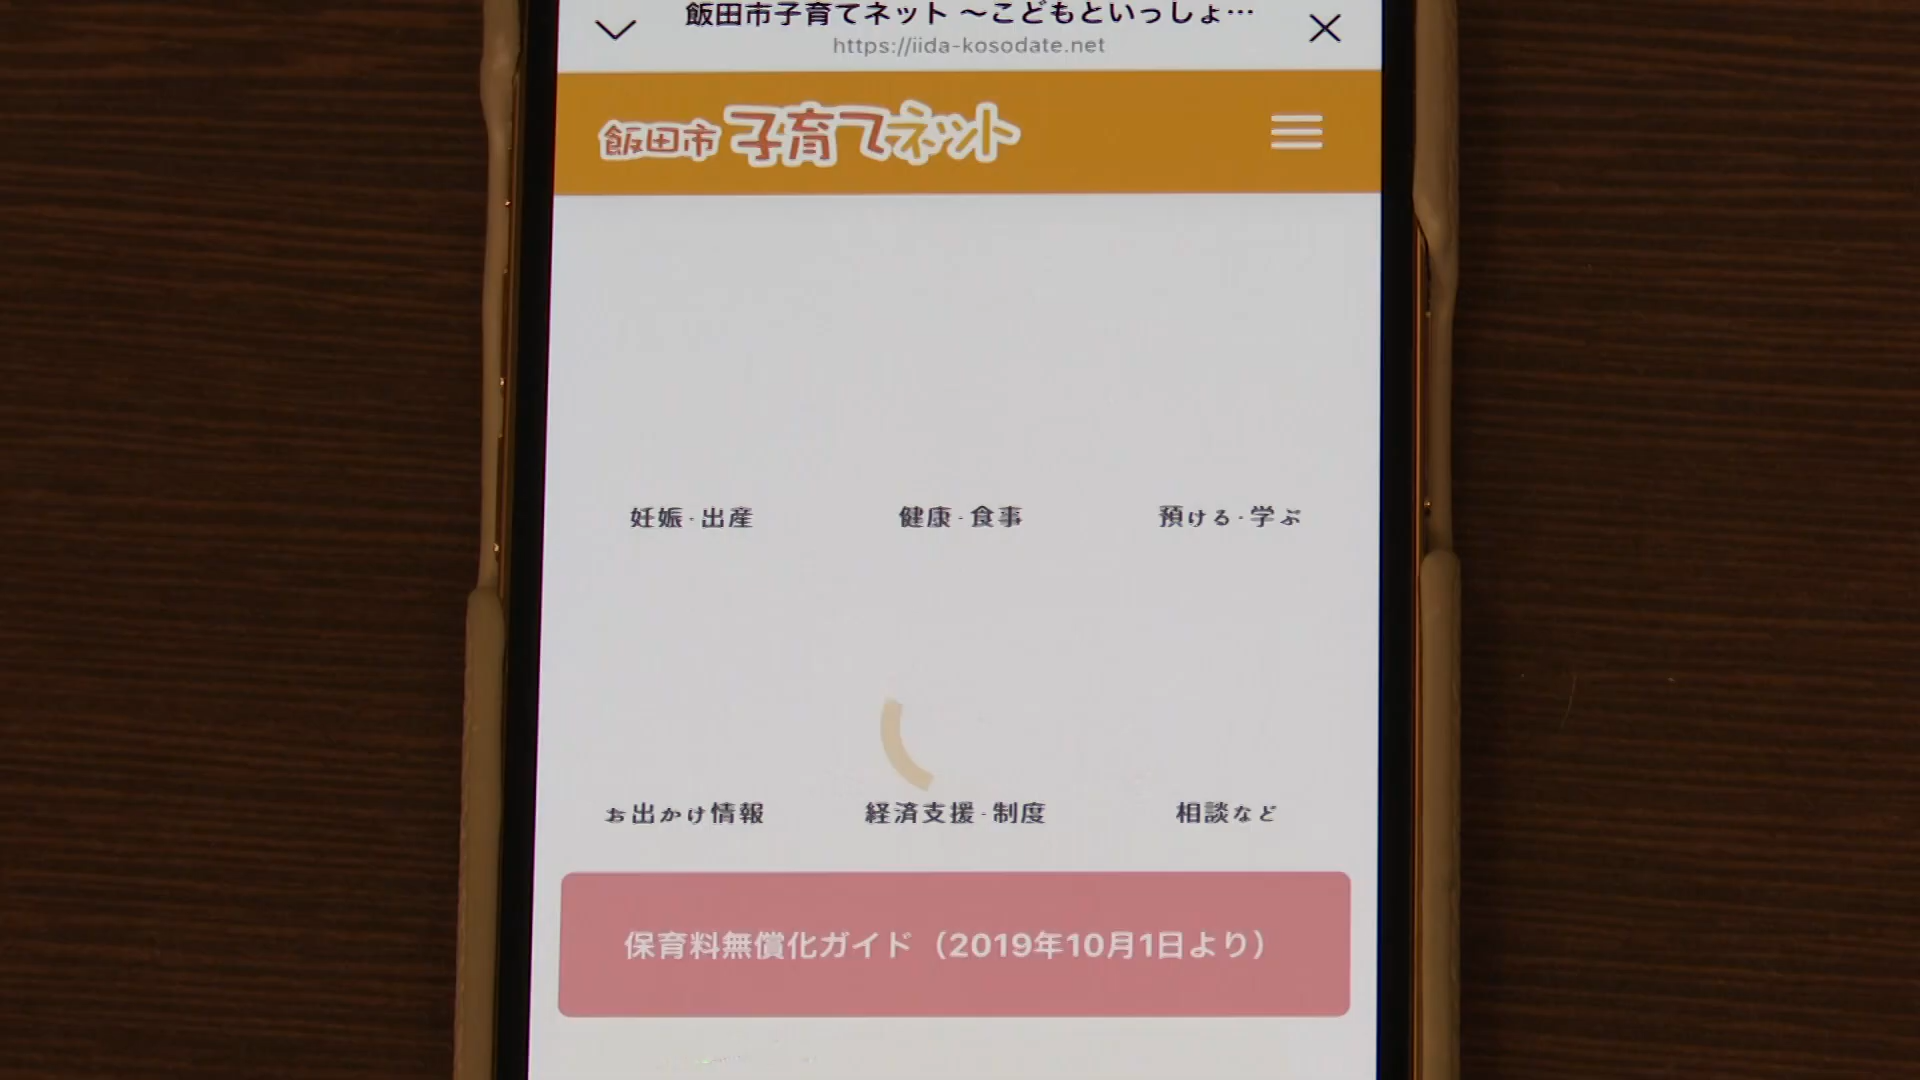 飯田市子育てネット ～こどもといっしょ…
https://iida-kosodate.net
飯田市子育てネット
妊娠・出産
健康・食事
預ける・学ぶ
お出かけ情報
経済支援・制度
相談など
保育料無償化ガイド（2019年10月1日より）